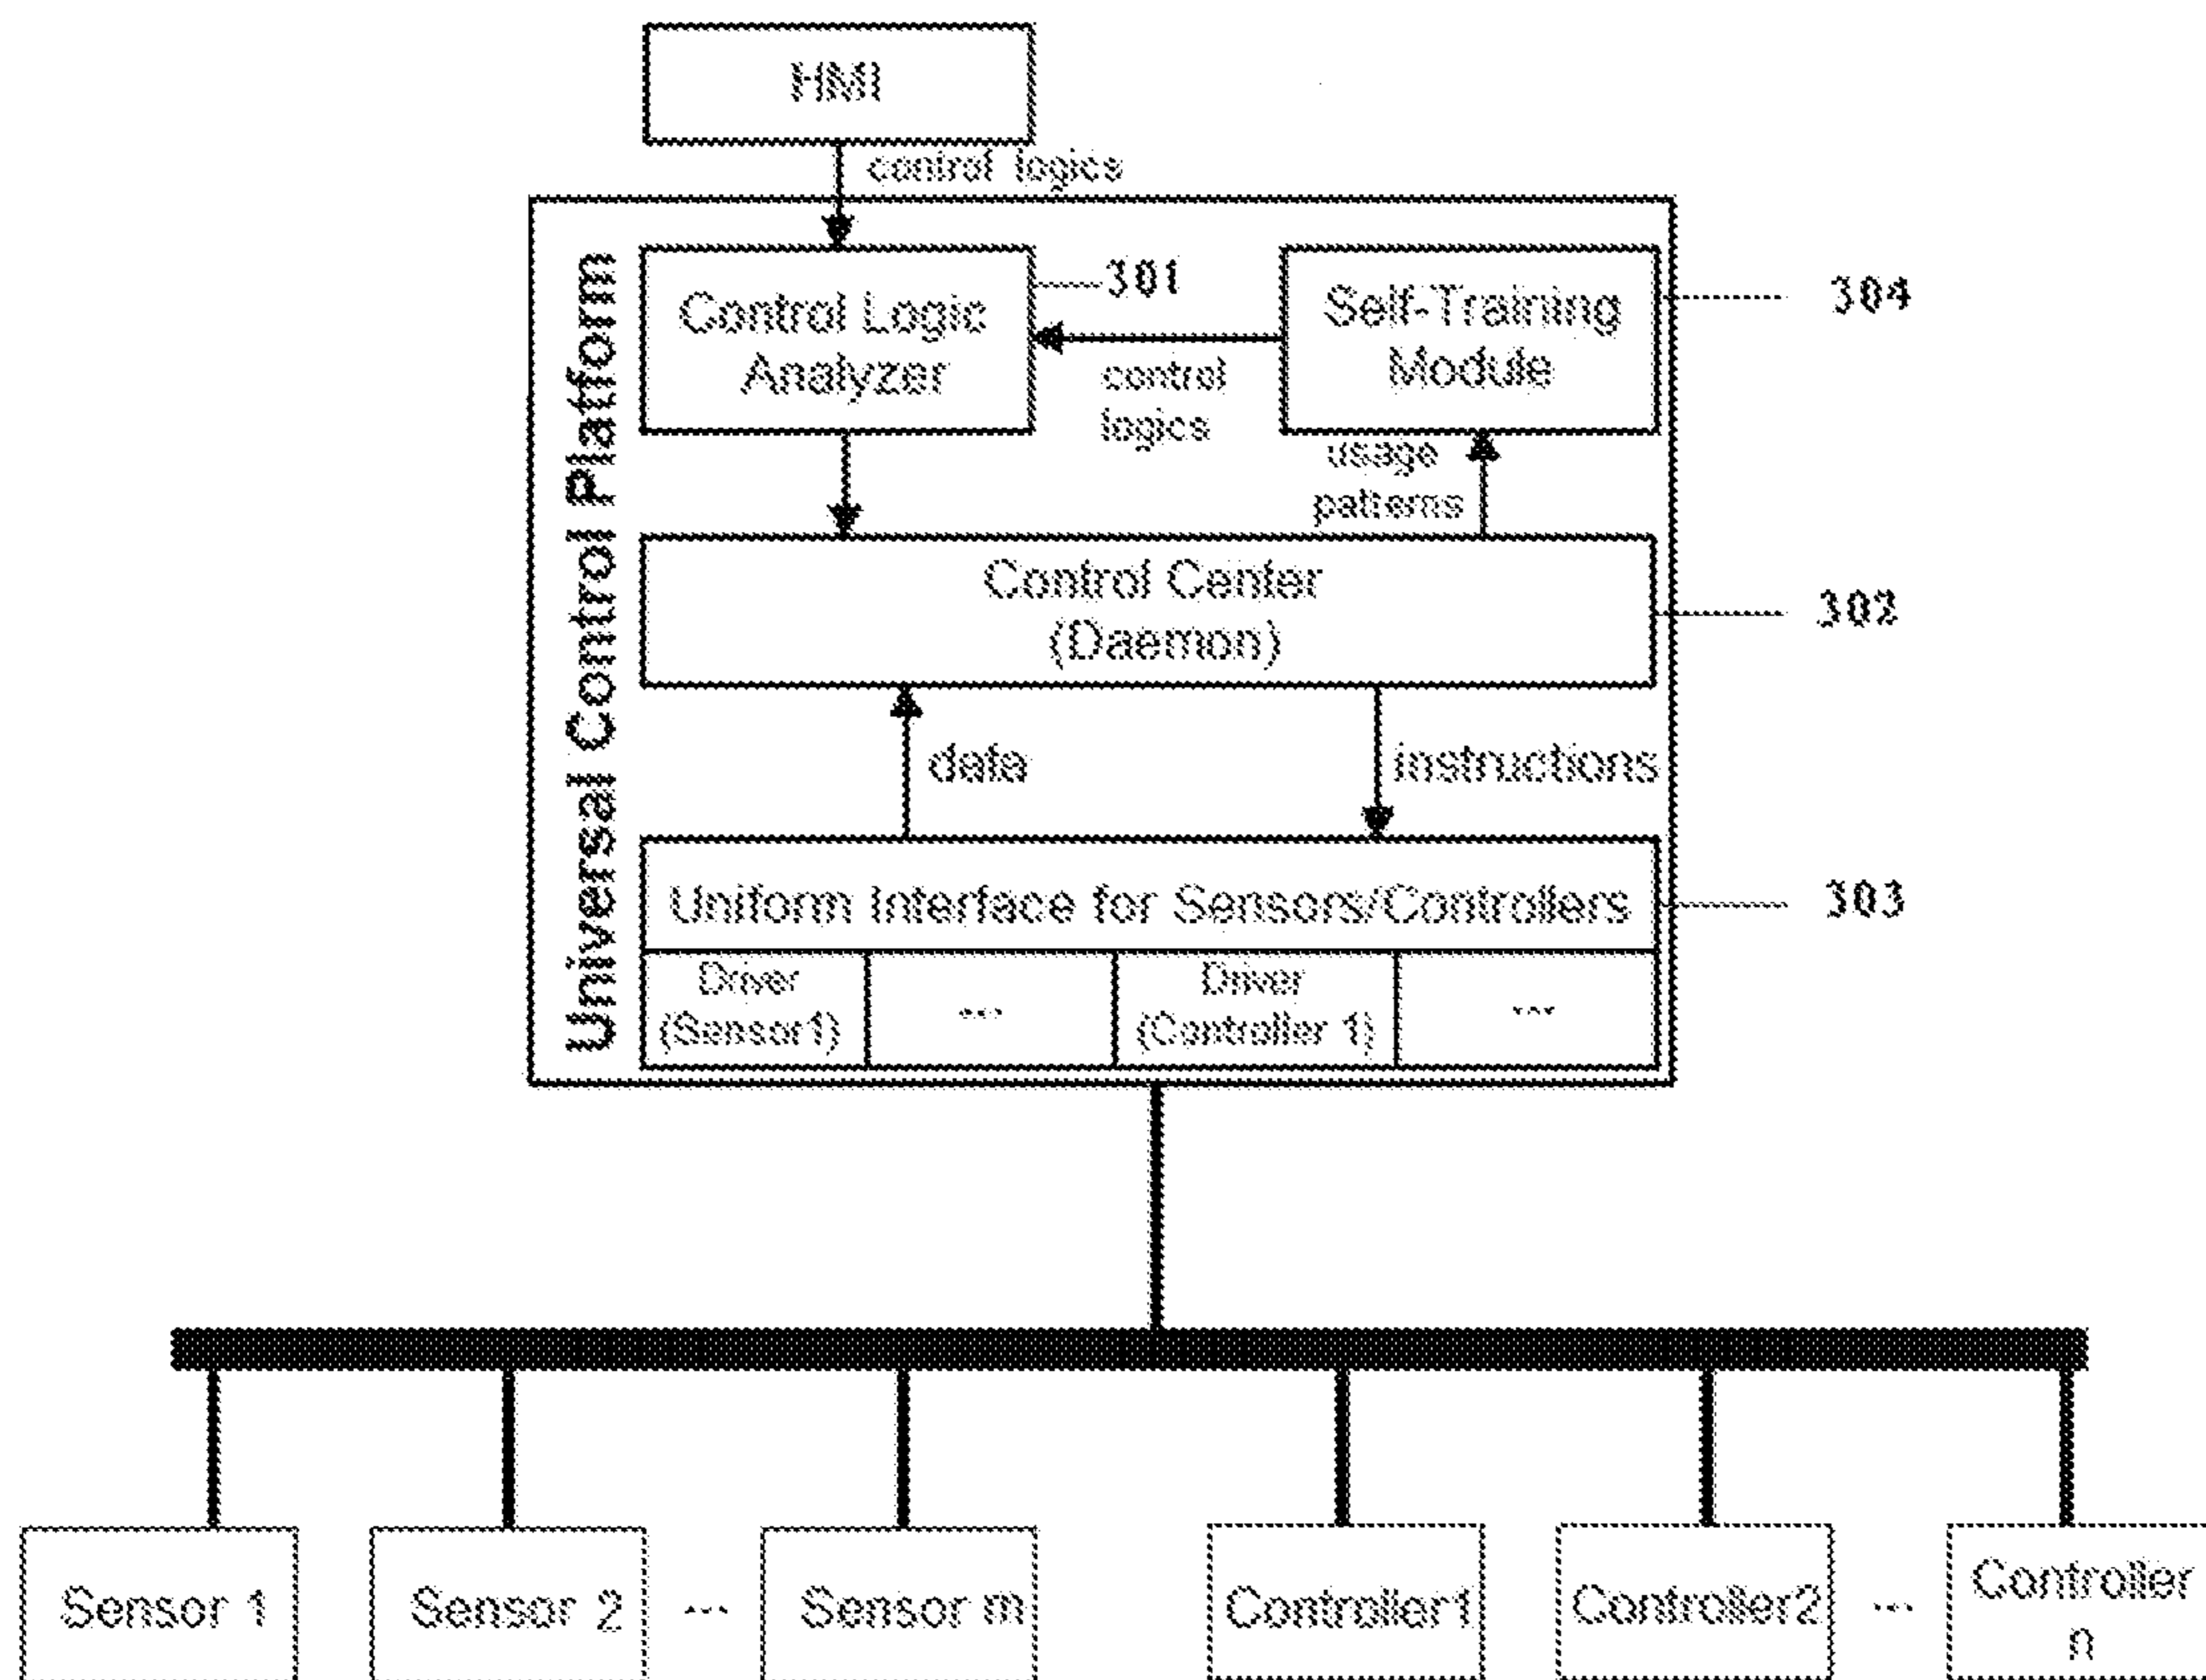 HMI
control logics
Universal Control Platform
Control Logic
Analyzer
301
control
logics
Self-Training
Module
304
usage
patterns
Control Center
(Daemon)
302
data
instructions
Uniform Interface for Sensors/Controllers
303
Driver
(Sensor1)
...
Driver
(Controller 1)
...
Sensor 1
Sensor 2
...
Sensor m
Controller1
Controller2
...
Controller
n